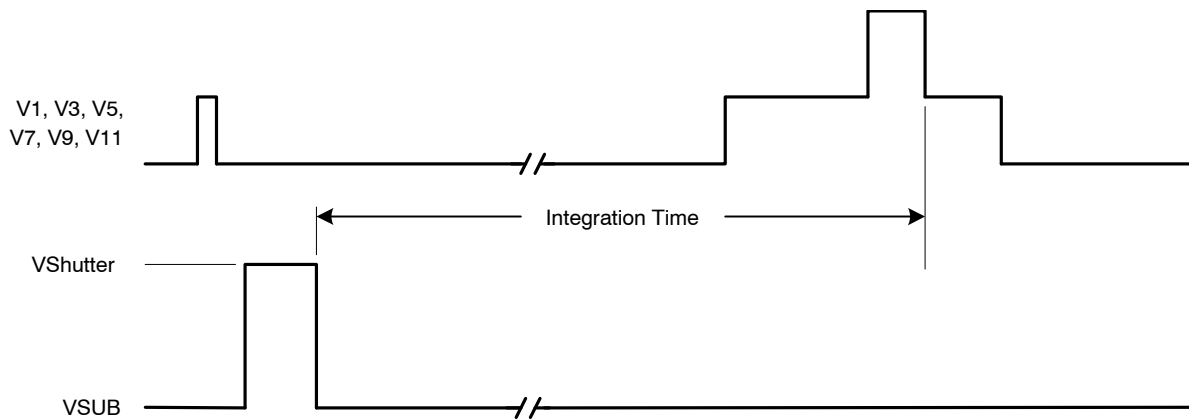 V1, V3, V5,
V7, V9, V11
Integration Time
VShutter
VSUB